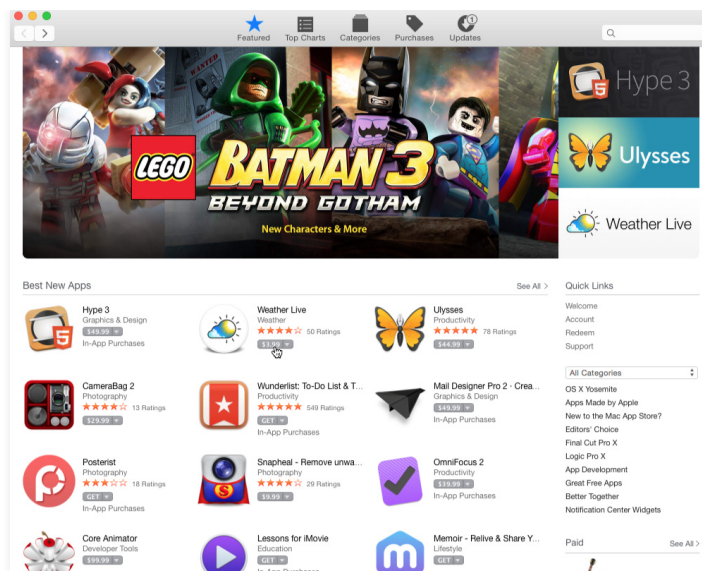 Featured
Top Charts
Categories
Purchases
1
Updates
WANTED
LEGO
BATMAN 3
BEYOND GOTHAM
New Characters & More
5
Hype 3
Ulysses
Weather Live
Best New Apps
See All >
Quick Links
Hype 3
Graphics & Design
$49.99
In-App Purchases
Weather Live
Weather
50 Ratings
$3.99
Ulysses
Productivity
78 Ratings
$44.99
Welcome
Account
Redeem
Support
All Categories
CameraBag 2
Photography
13 Ratings
$29.99
Wunderlist: To-Do List & T...
Productivity
549 Ratings
GET
In-App Purchases
Mail Designer Pro 2 - Crea...
Graphics & Design
$49.99
In-App Purchases
OS X Yosemite
Apps Made by Apple
New to the Mac App Store?
Editors' Choice
Final Cut Pro X
Logic Pro X
App Development
Great Free Apps
Better Together
Notification Center Widgets
Posterist
Photography
18 Ratings
GET
In-App Purchases
Snapheal - Remove unwa...
Photography
29 Ratings
$9.99
OmniFocus 2
Productivity
$39.99
In-App Purchases
Core Animator
Developer Tools
$99.99
Lessons for iMovie
Education
GET
In-App Purchases
Memoir - Relive & Share Y...
Lifestyle
GET
Paid
See All >